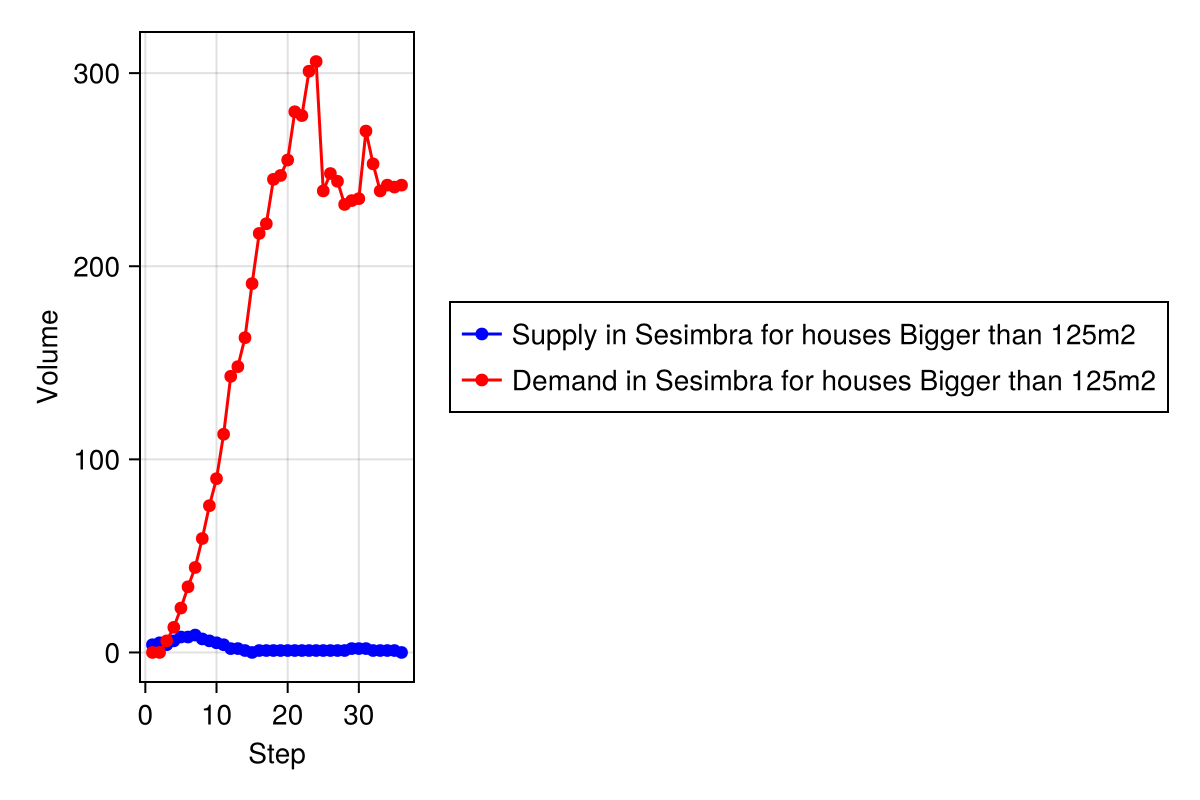 300
200
100
0
Volume
0 10 20 30
Step
Supply in Sesimbra for houses Bigger than 125m2
Demand in Sesimbra for houses Bigger than 125m2